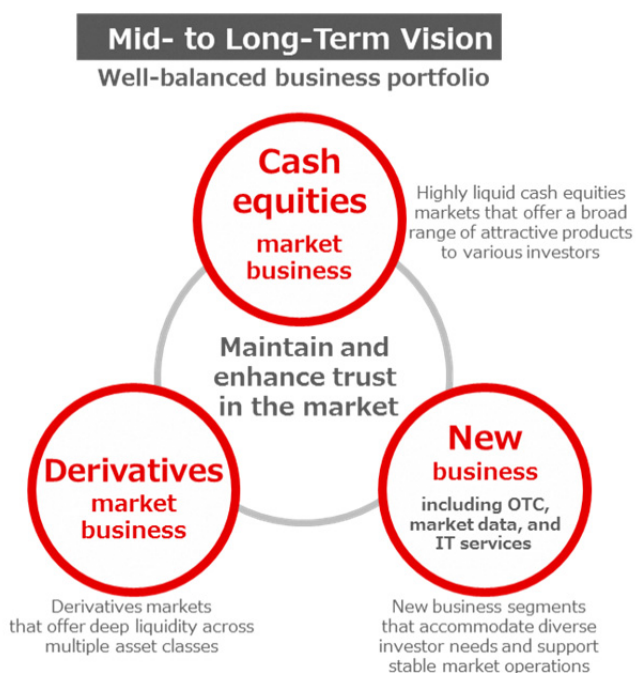 Mid- to Long-Term Vision
Well-balanced business portfolio
Cash
equities
market
business
Highly liquid cash equities
markets that offer a broad
range of attractive products
to various investors
Maintain and
enhance trust
in the market
Derivatives
market
business
New
business
including OTC,
market data, and
IT services
Derivatives markets
that offer deep liquidity across
multiple asset classes
New business segments
that accommodate diverse
investor needs and support
stable market operations